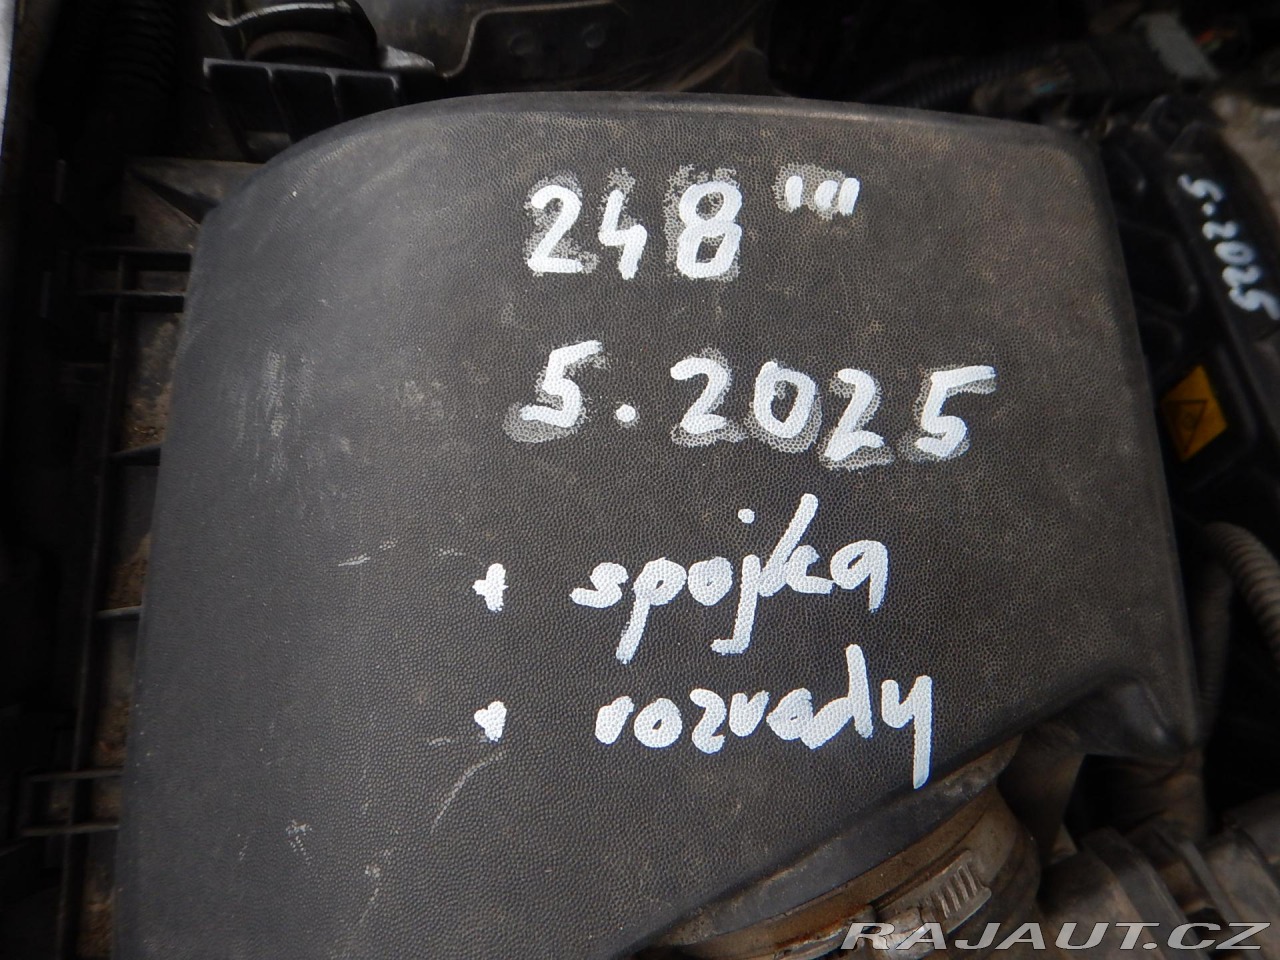 248 '''
5.2025
+ spojka
+ rozvody
5.2025
RAJAUT.CZ